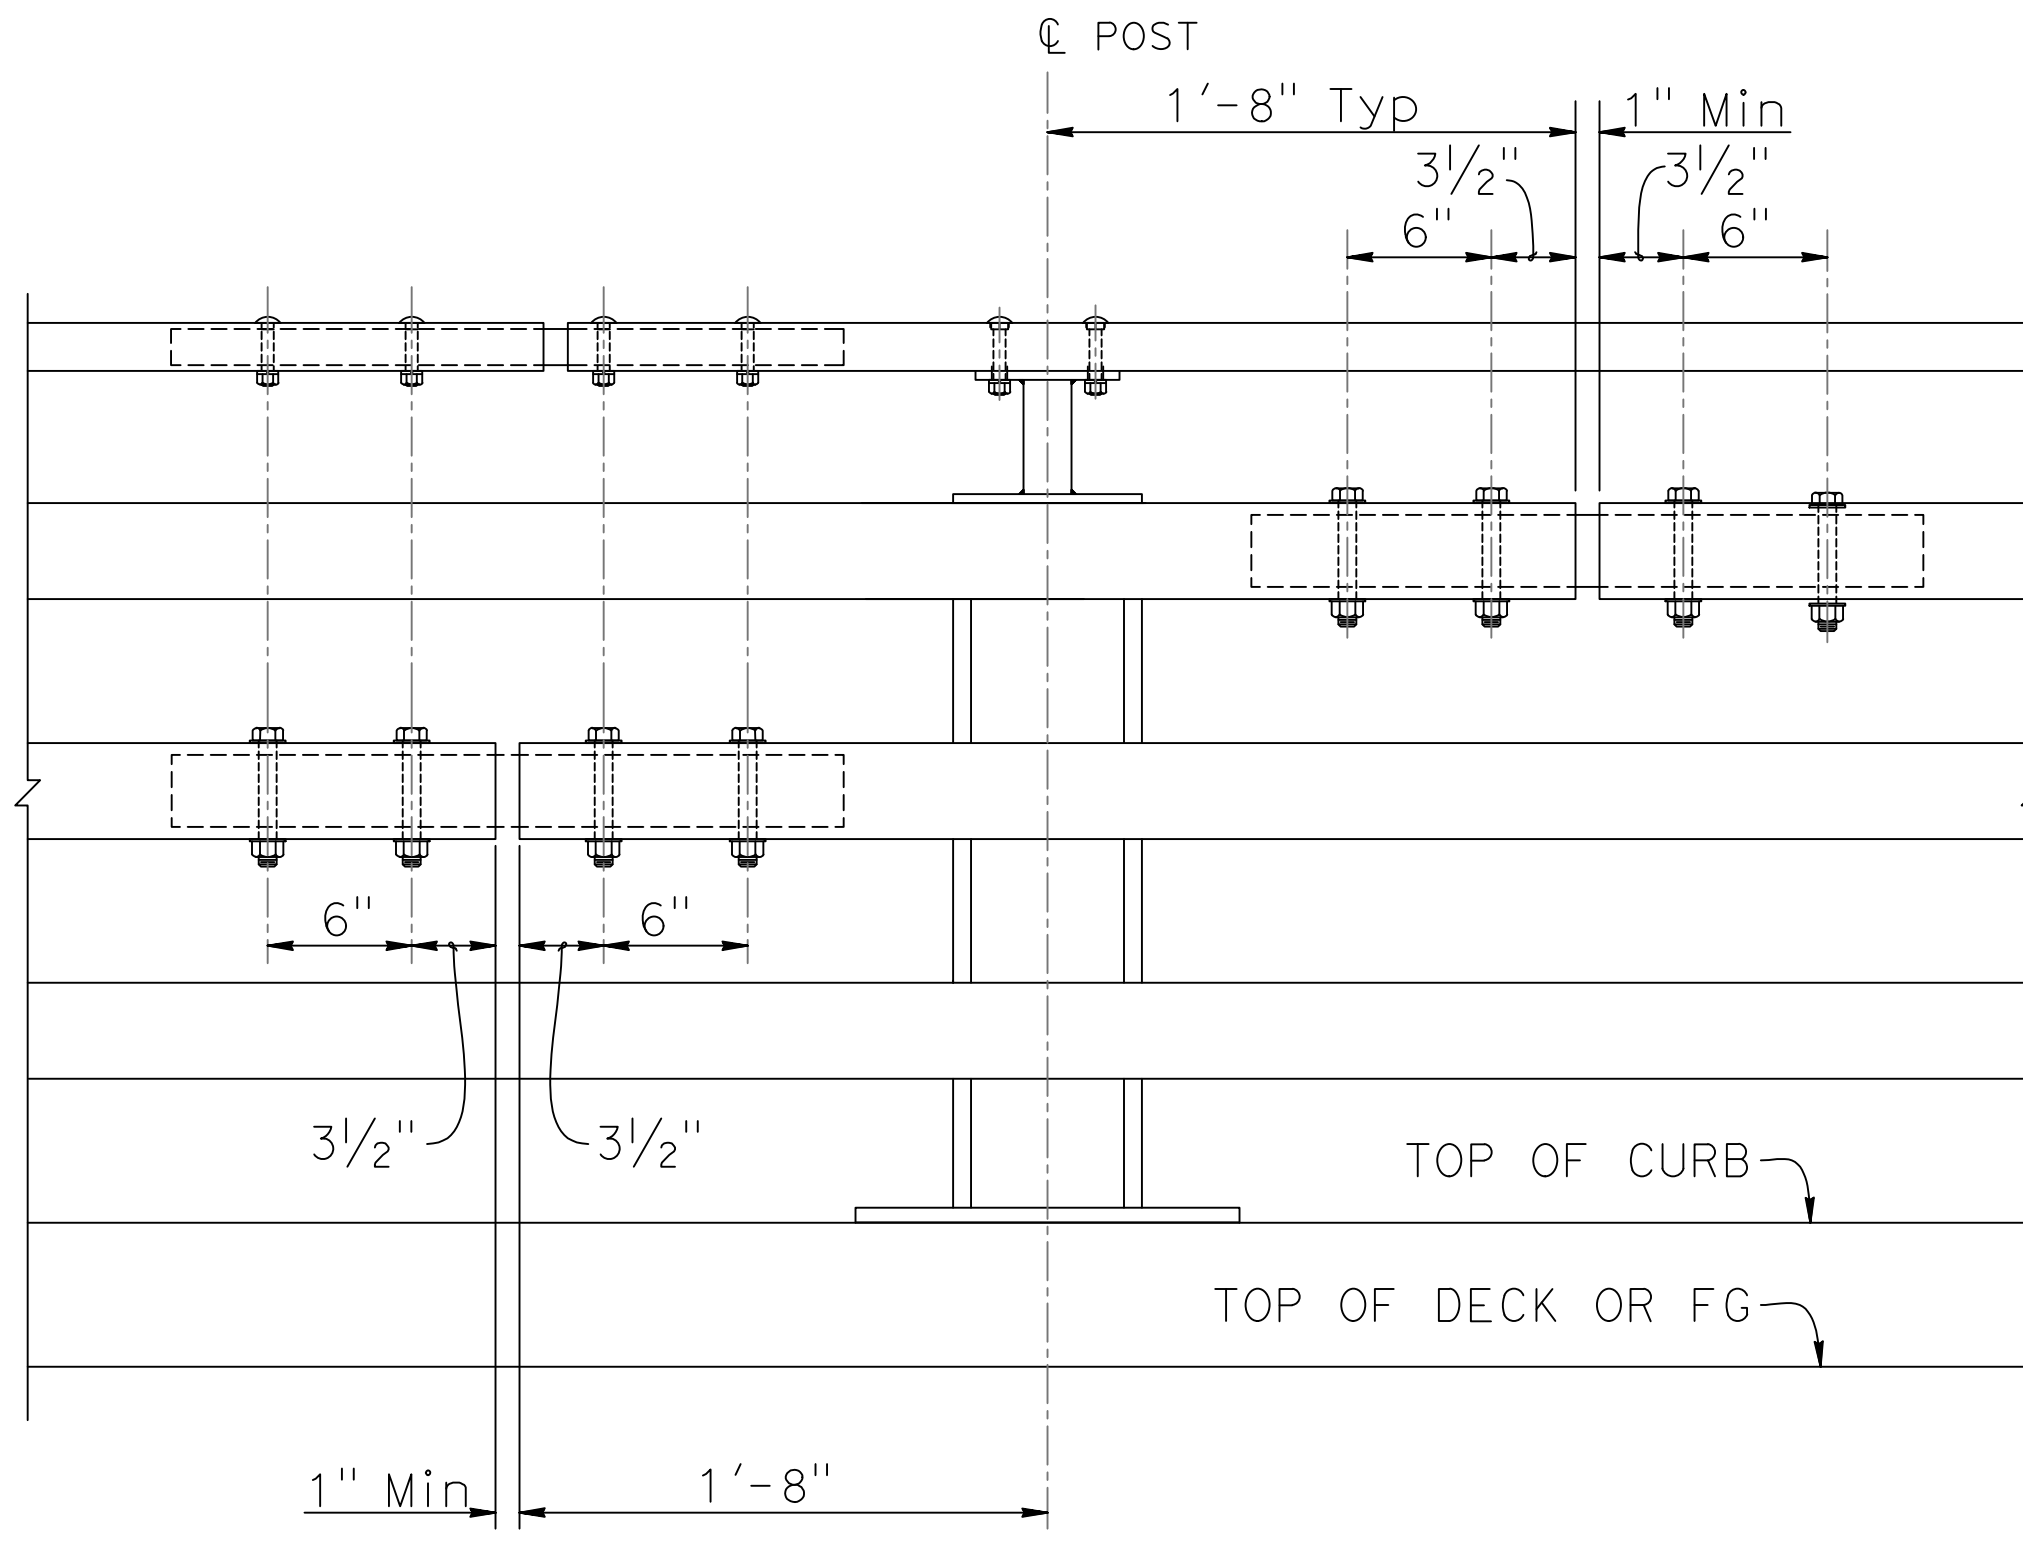 ℄ POST
1'-8" Typ
1" Min
3½"
3½"
6"
6"
6"
6"
3½"
3½"
TOP OF CURB
TOP OF DECK OR FG
1" Min
1'-8"